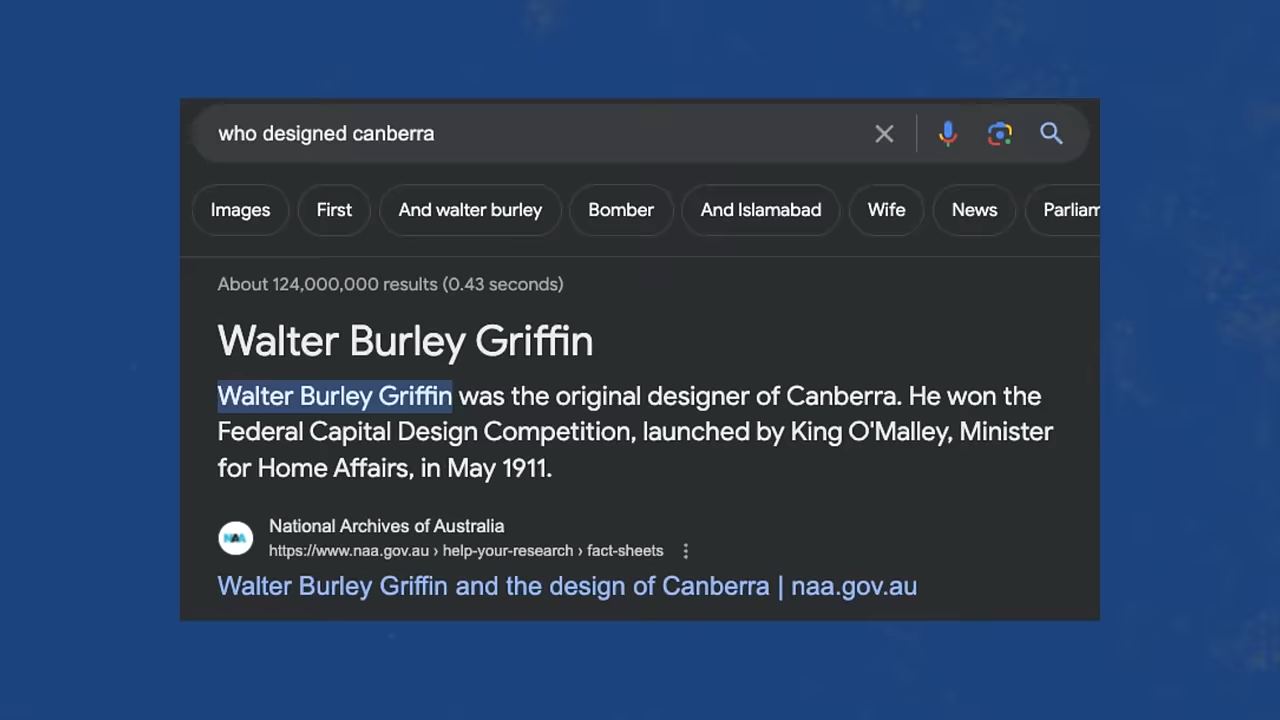 who designed canberra
Images First And walter burley Bomber And Islamabad Wife News Parliam
About 124,000,000 results (0.43 seconds)
Walter Burley Griffin
Walter Burley Griffin was the original designer of Canberra. He won the
Federal Capital Design Competition, launched by King O'Malley, Minister
for Home Affairs, in May 1911.
NAA
National Archives of Australia
https://www.naa.gov.au › help-your-research › fact-sheets
Walter Burley Griffin and the design of Canberra | naa.gov.au